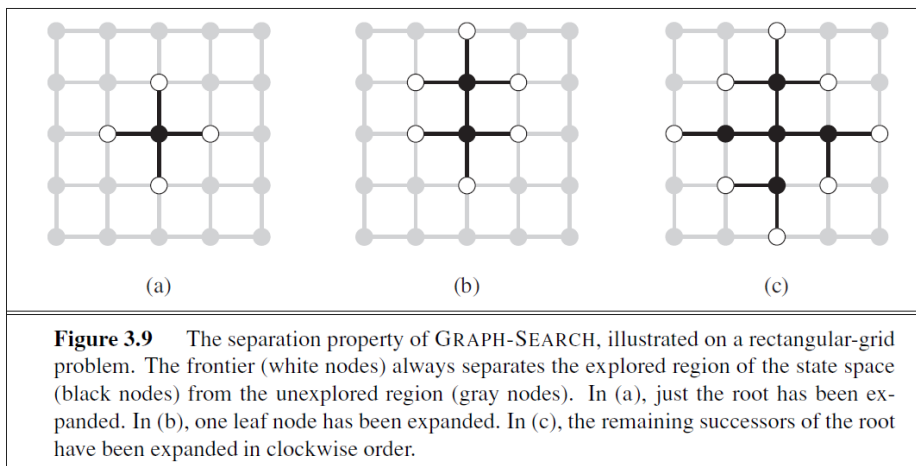 (a)
(b)
(c)
Figure 3.9 The separation property of GRAPH-SEARCH, illustrated on a rectangular-grid
problem. The frontier (white nodes) always separates the explored region of the state space
(black nodes) from the unexplored region (gray nodes). In (a), just the root has been ex-
panded. In (b), one leaf node has been expanded. In (c), the remaining successors of the root
have been expanded in clockwise order.